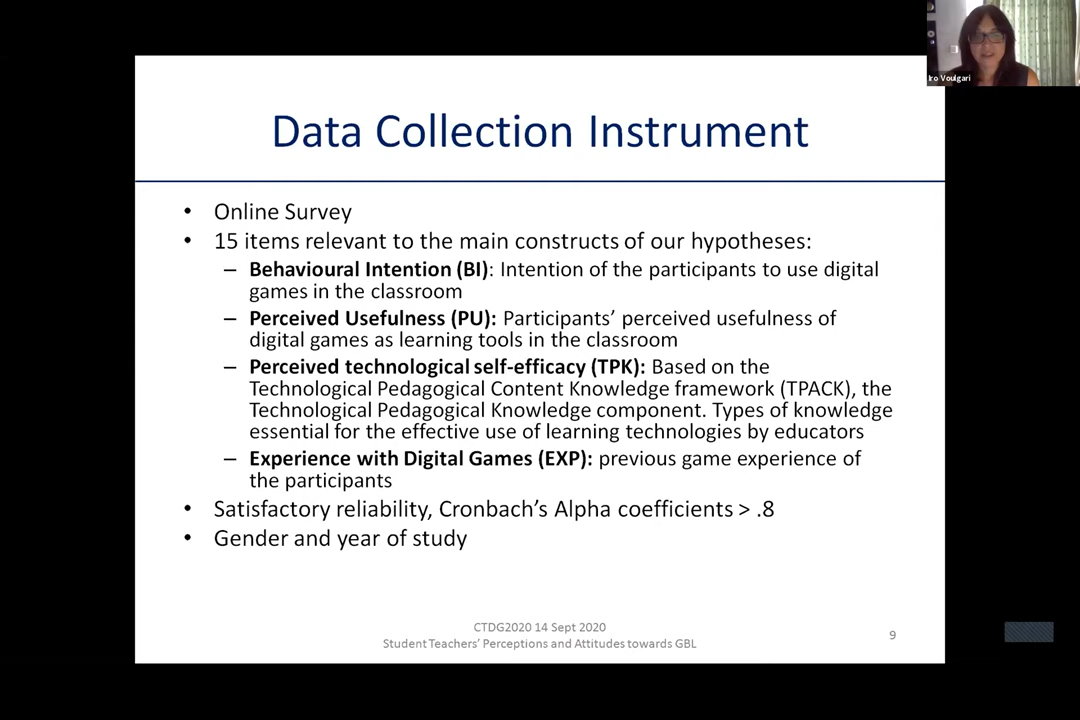 Iro Voulgari
Data Collection Instrument
• Online Survey
• 15 items relevant to the main constructs of our hypotheses:
– Behavioural Intention (BI): Intention of the participants to use digital
games in the classroom
– Perceived Usefulness (PU): Participants’ perceived usefulness of
digital games as learning tools in the classroom
– Perceived technological self-efficacy (TPK): Based on the
Technological Pedagogical Content Knowledge framework (TPACK), the
Technological Pedagogical Knowledge component. Types of knowledge
essential for the effective use of learning technologies by educators
– Experience with Digital Games (EXP): previous game experience of
the participants
• Satisfactory reliability, Cronbach’s Alpha coefficients > .8
• Gender and year of study
CTDG2020 14 Sept 2020
Student Teachers’ Perceptions and Attitudes towards GBL
9